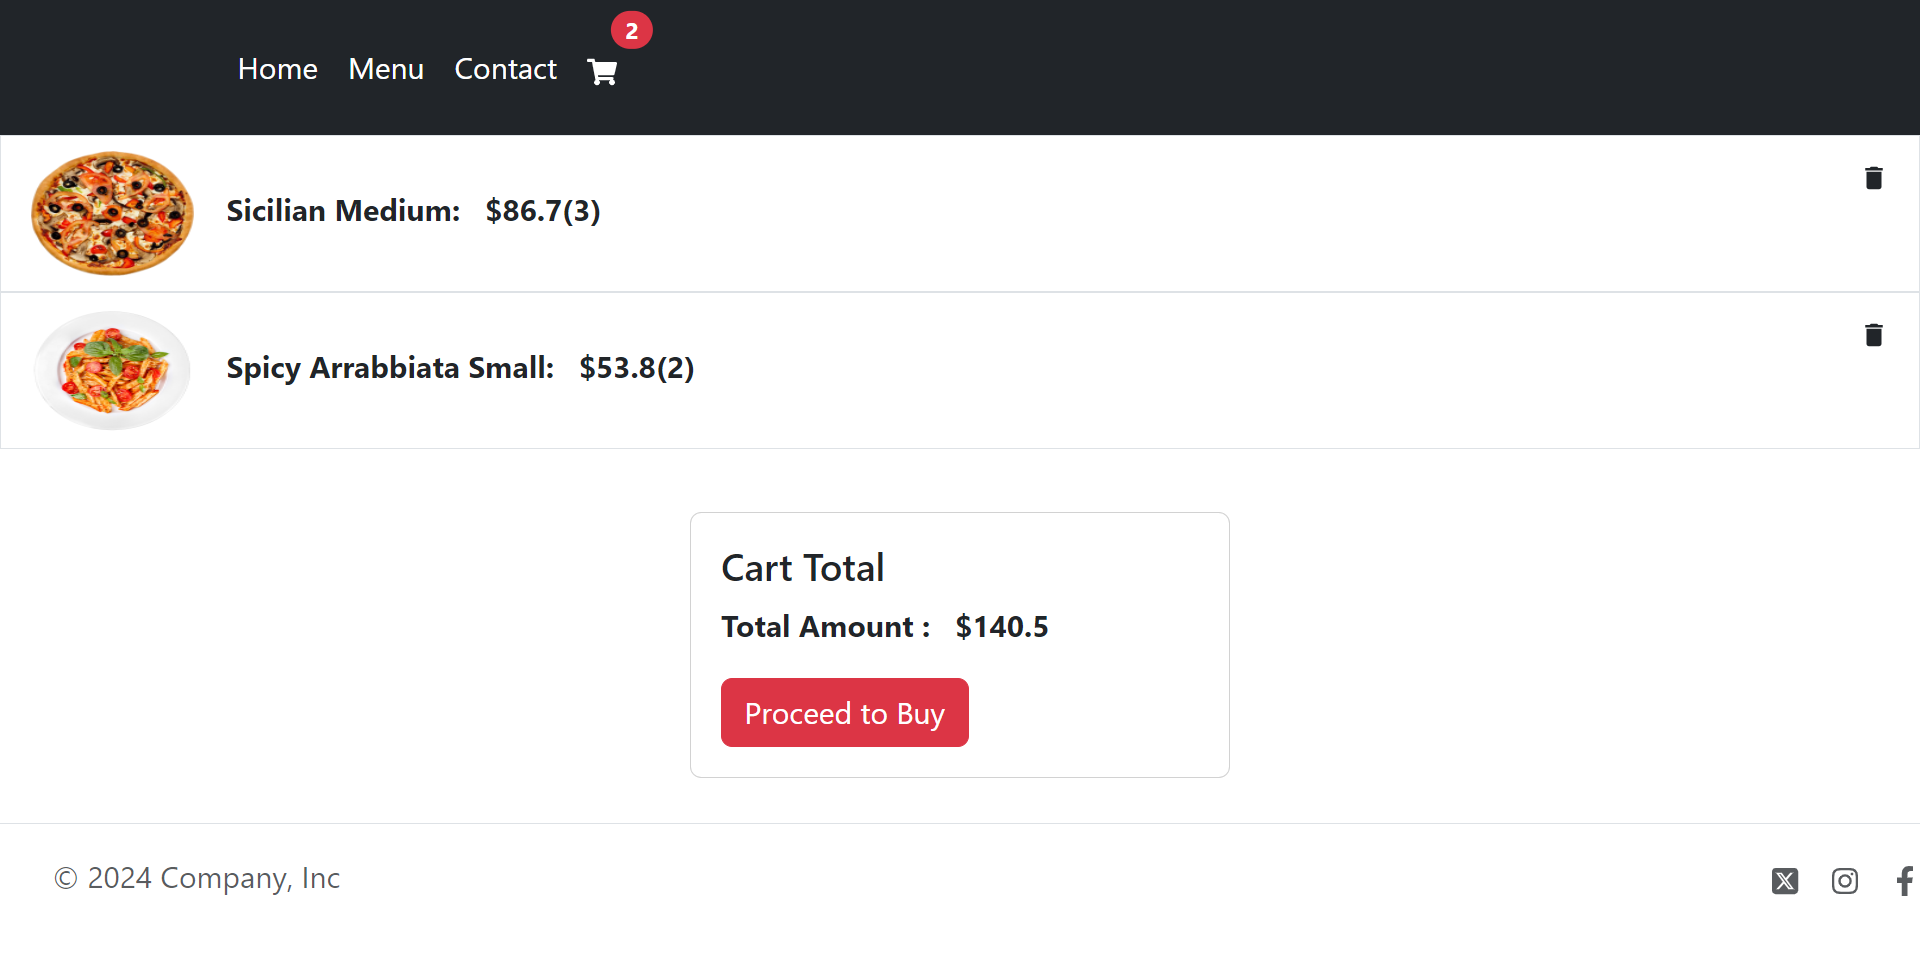 2
Home Menu Contact
Sicilian Medium: $86.7(3)
Spicy Arrabbiata Small: $53.8(2)
Cart Total
Total Amount : $140.5
Proceed to Buy
© 2024 Company, Inc